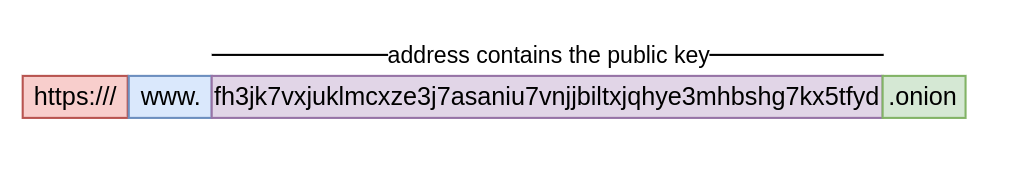 address contains the public key
https:/// www. fh3jk7vxjuklmcxze3j7asaniu7vnjjbiltxjqhye3mhbshg7kx5tfyd .onion